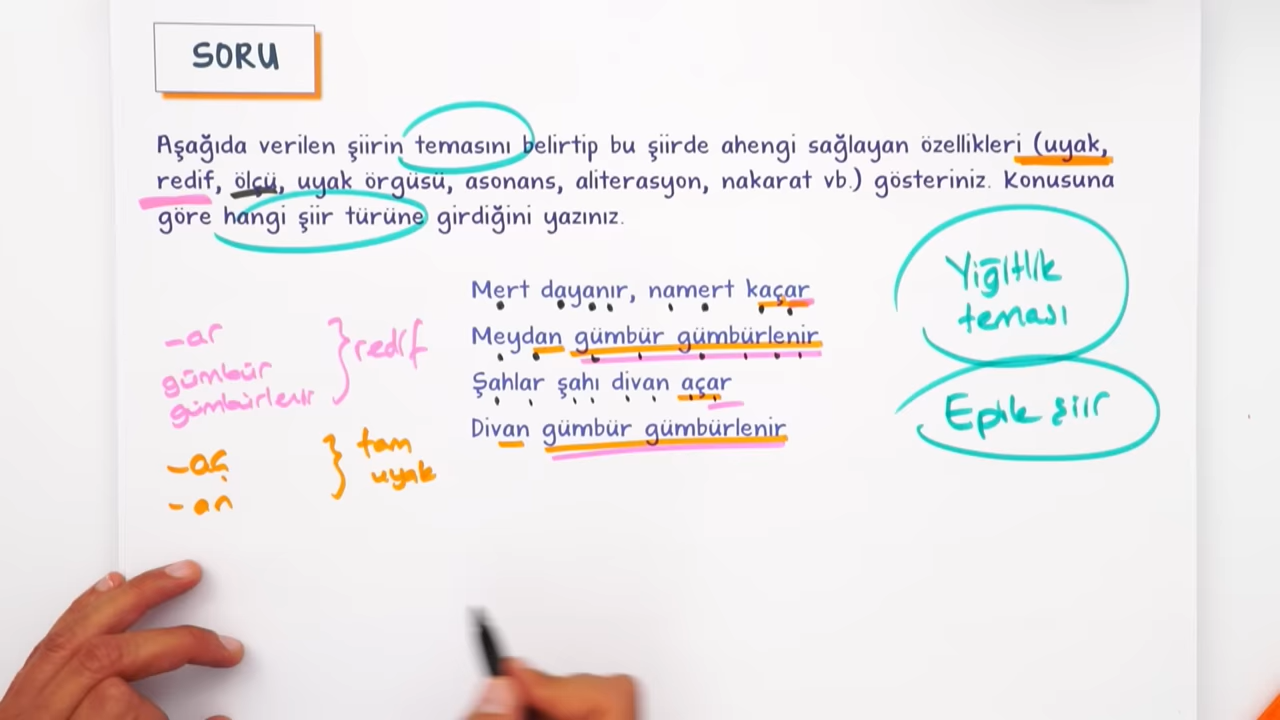 SORU
Aşağıda verilen şiirin temasını belirtip bu şiirde ahengi sağlayan özellikleri (uyak,
redif, ölçü, uyak örgüsü, asonans, aliterasyon, nakarat vb.) gösteriniz. Konusuna
göre hangi şiir türüne girdiğini yazınız.
Mert dayanır, namert kaçar
Meydan gümbür gümbürlenir
Şahlar şahı divan açar
Divan gümbür gümbürlenir
-ar
gümbür
gümbürlenir
redif
-aç
-an
tam
uyak
Yiğitlik
teması
Epik şiir